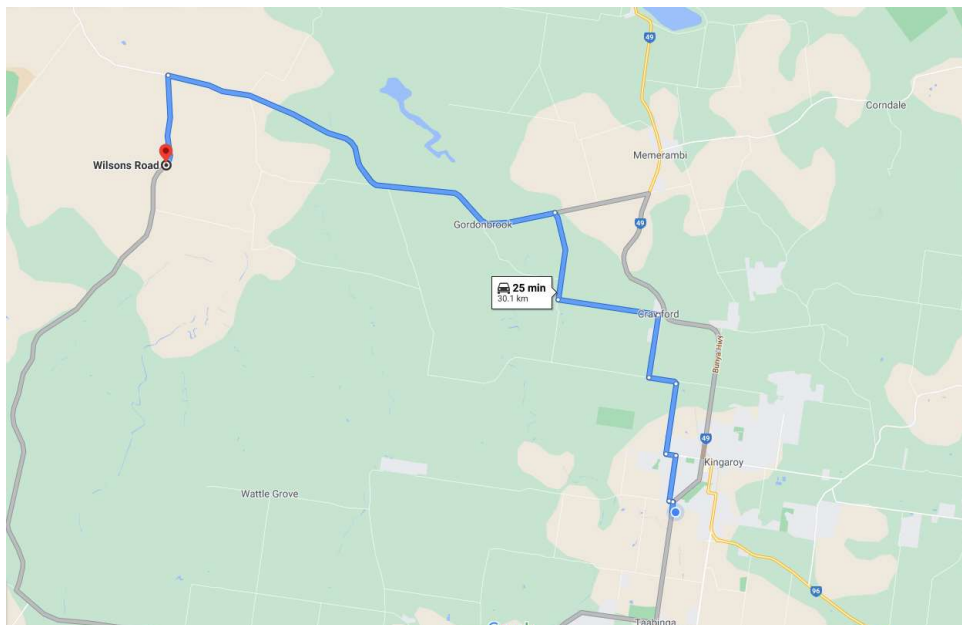 49
Corndale
Memerambi
Wilsons Road
Gordonbrook
49
25 min
30.1 km
Crawford
Bunya Hwy
49
Kingaroy
Wattle Grove
96
Taabinga